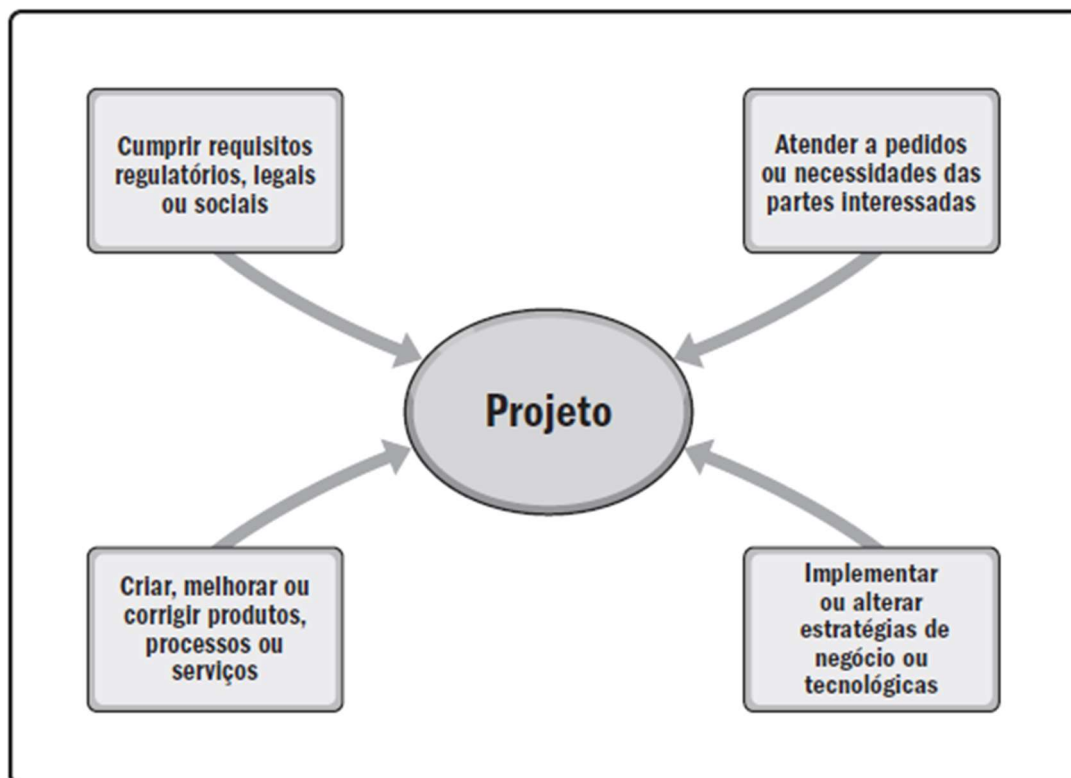 Cumprir requisitos
regulatórios, legais
ou sociais
Atender a pedidos
ou necessidades das
partes interessadas
Projeto
Criar, melhorar ou
corrigir produtos,
processos ou
serviços
Implementar
ou alterar
estratégias de
negócio ou
tecnológicas